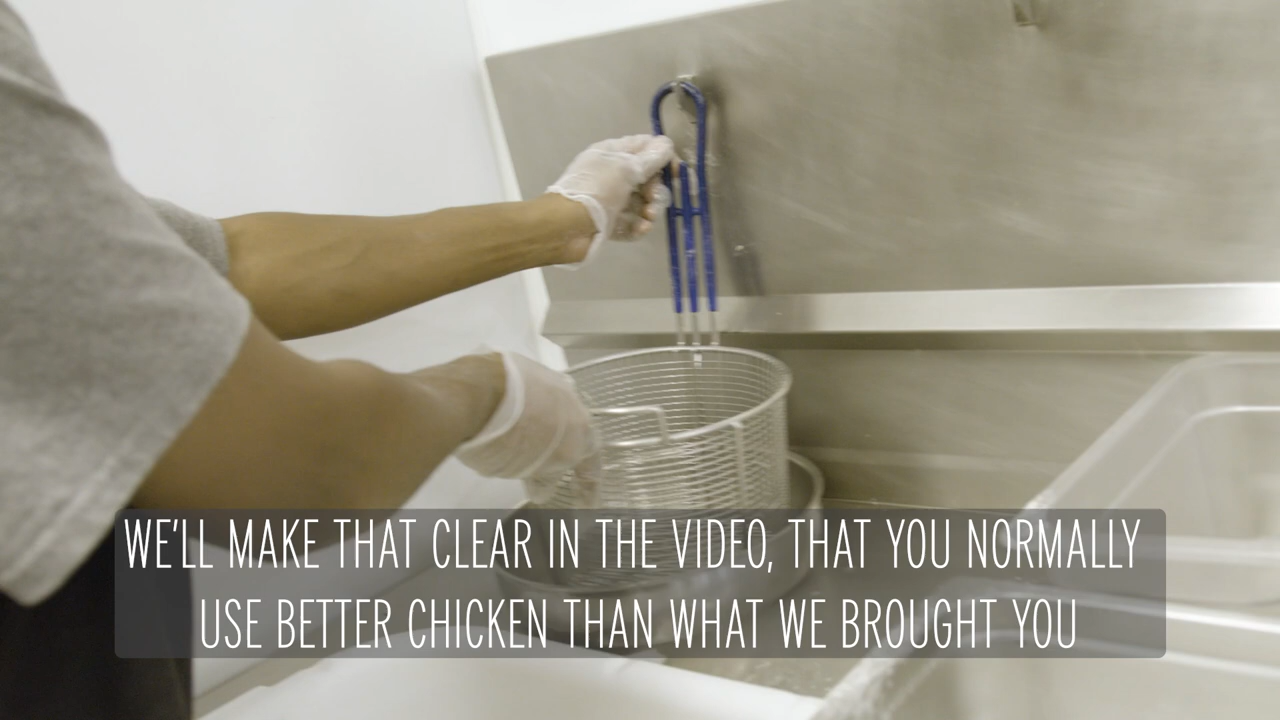 WE'LL MAKE THAT CLEAR IN THE VIDEO, THAT YOU NORMALLY
USE BETTER CHICKEN THAN WHAT WE BROUGHT YOU